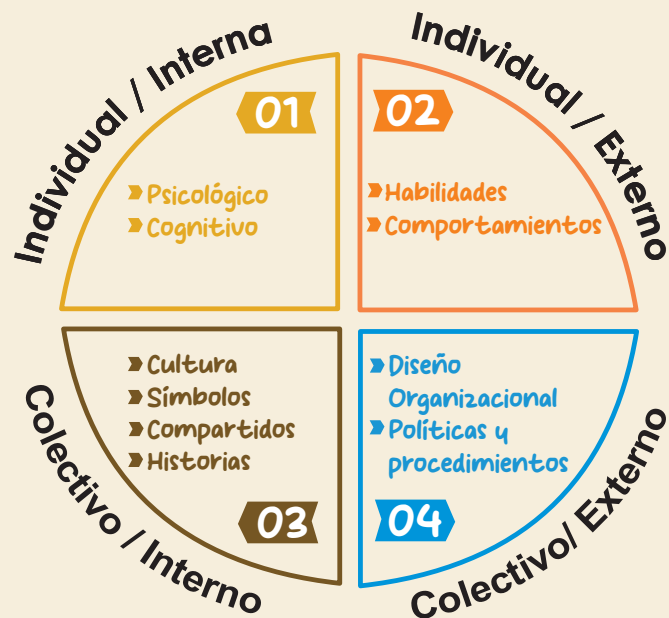 Individual / Interna
01
Psicológico
Cognitivo
Individual / Externo
02
Habilidades
Comportamientos
Colectivo / Interno
Cultura
Símbolos
Compartidos
Historias
03
Colectivo/ Externo
Diseño
Organizacional
Políticas y
procedimientos
04